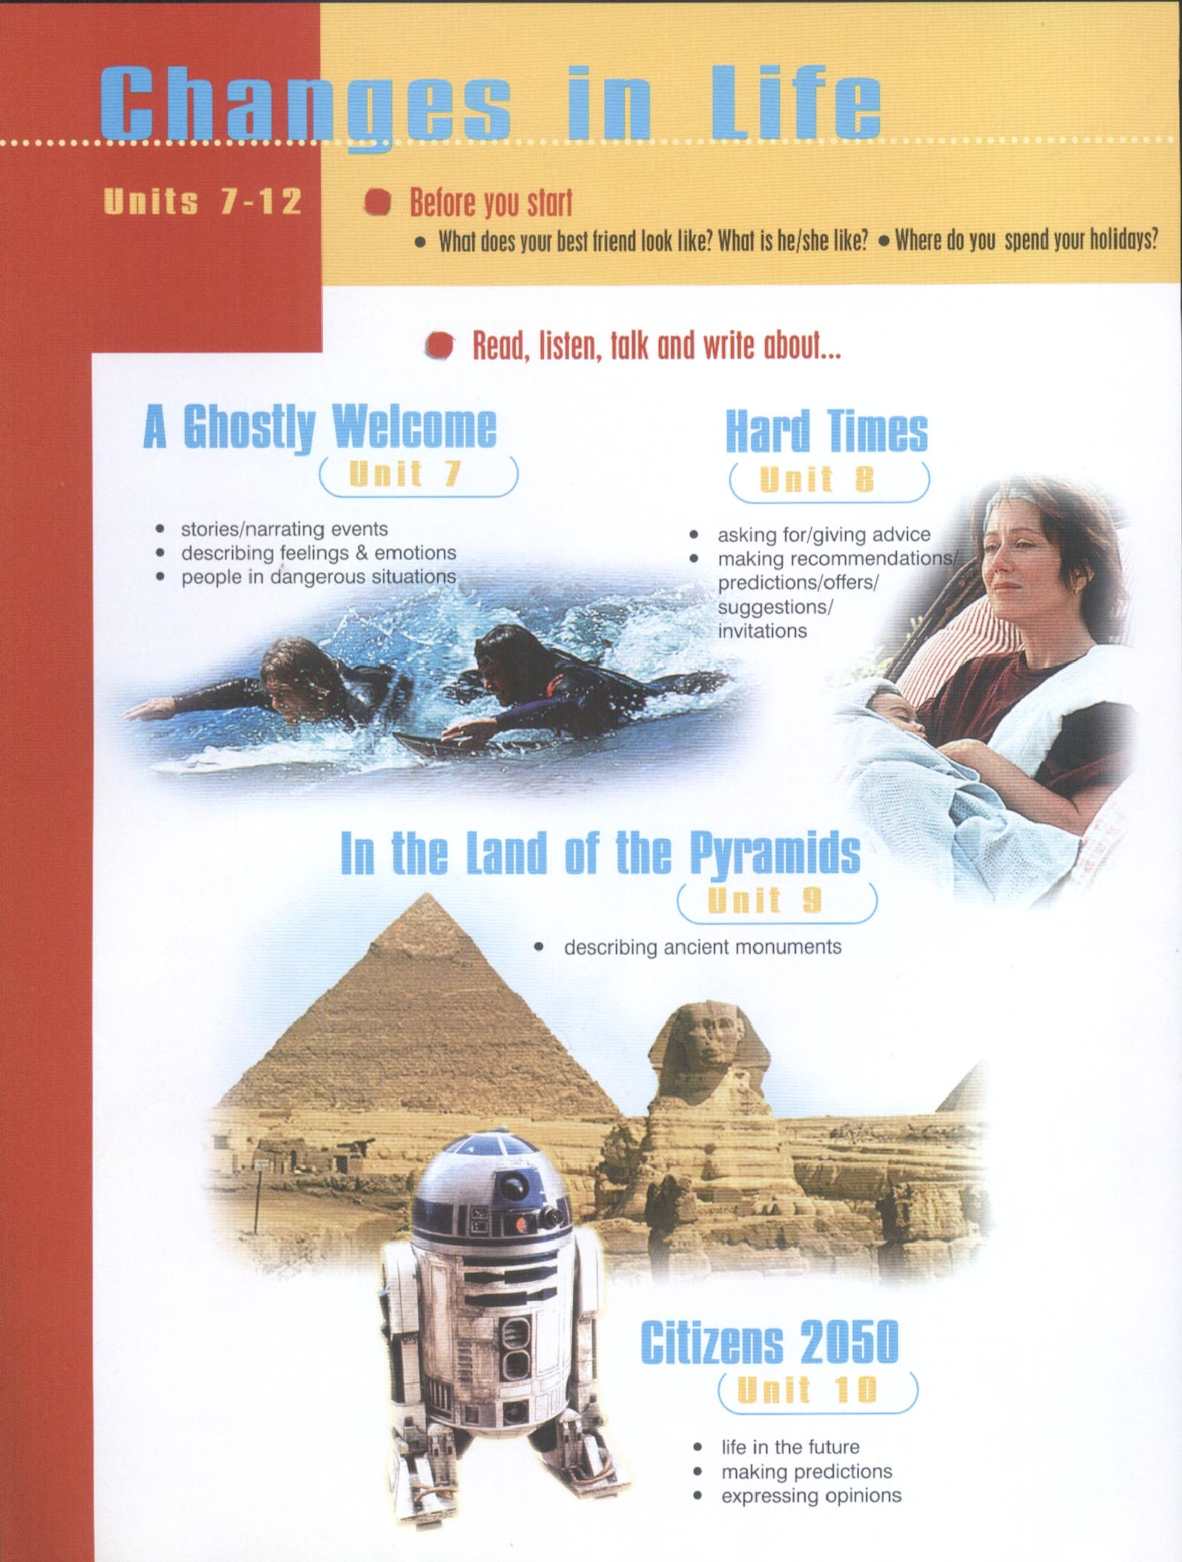 Changes in Life
Units 7-12
Before you start
• What does your best friend look like? What is he/she like? • Where do you spend your holidays?
Read, listen, talk and write about...
A Ghostly Welcome
Unit 7
• stories/narrating events
• describing feelings & emotions
• people in dangerous situations
Hard Times
Unit 8
• asking for/giving advice
• making recommendations/
predictions/offers/
suggestions/
invitations
In the Land of the Pyramids
Unit 9
• describing ancient monuments
Citizens 2050
Unit 10
• life in the future
• making predictions
• expressing opinions